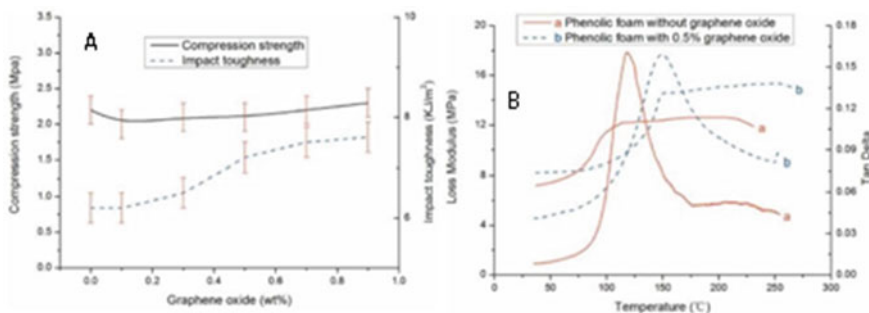 A
Compression strength
Impact toughness
Compression strength (Mpa)
3.5
3.0
2.5
2.0
1.5
1.0
0.5
0.0
0.0 0.2 0.4 0.6 0.8 1.0
Graphene oxide (wt%)
10
8
6
Impact toughness (KJ/m²)
B
a Phenolic foam without graphene oxide
b Phenolic foam with 0.5% graphene oxide
Loss Modulus (MPa)
20
16
12
8
4
0
0 50 100 150 200 250 300
Temperature (℃)
0.18
0.15
0.12
0.09
0.06
0.03
0.00
Tan Delta
b
a
b
a